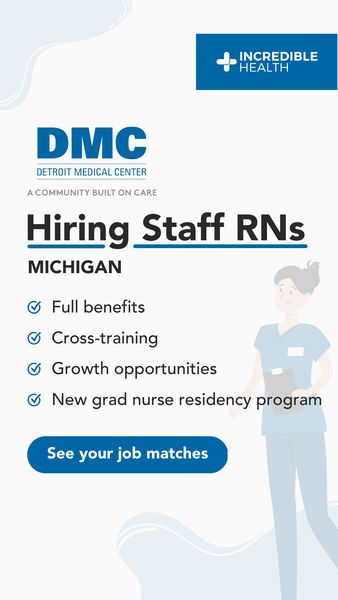 INCREDIBLE
HEALTH
DMC
DETROIT MEDICAL CENTER
A COMMUNITY BUILT ON CARE
Hiring Staff RNs
MICHIGAN
Full benefits
Cross-training
Growth opportunities
New grad nurse residency program
See your job matches